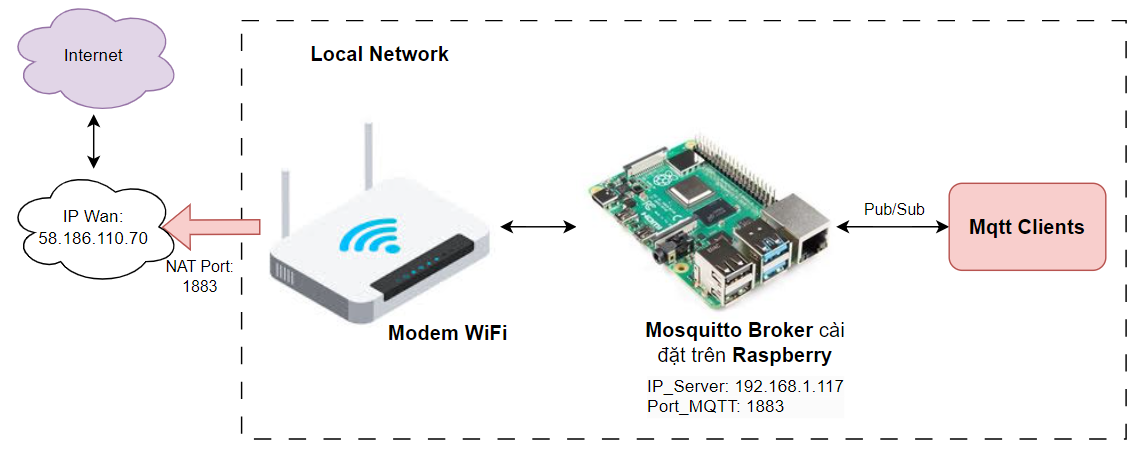 Internet
Local Network
IP Wan:
58.186.110.70
NAT Port:
1883
Modem WiFi
Pub/Sub
Mqtt Clients
Mosquitto Broker cài
đặt trên Raspberry
IP_Server: 192.168.1.117
Port_MQTT: 1883